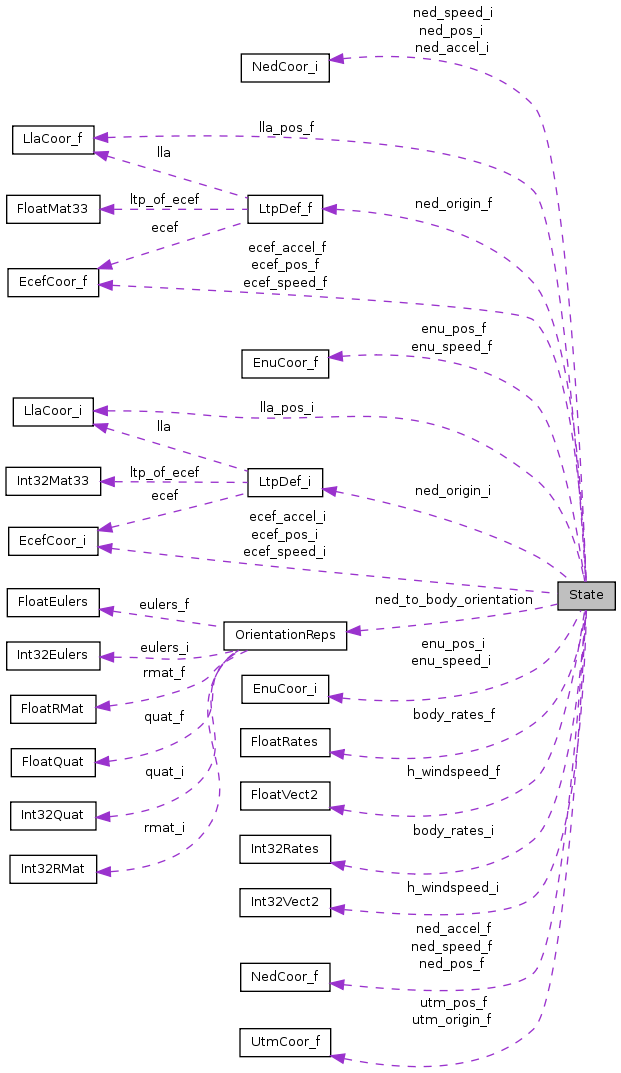 ned_speed_i
ned_pos_i
ned_accel_i
NedCoor_i
lla_pos_f
LlaCoor_f
lla
ltp_of_ecef
ned_origin_f
FloatMat33
LtpDef_f
ecef
ecef_accel_f
ecef_pos_f
ecef_speed_f
EcefCoor_f
enu_pos_f
enu_speed_f
EnuCoor_f
lla_pos_i
LlaCoor_i
lla
ltp_of_ecef
ned_origin_i
Int32Mat33
LtpDef_i
ecef
ecef_accel_i
ecef_pos_i
ecef_speed_i
EcefCoor_i
State
ned_to_body_orientation
FloatEulers
eulers_f
OrientationReps
eulers_i
Int32Eulers
enu_pos_i
enu_speed_i
rmat_f
EnuCoor_i
FloatRMat
quat_f
body_rates_f
FloatRates
FloatQuat
quat_i
h_windspeed_f
FloatVect2
Int32Quat
rmat_i
body_rates_i
Int32Rates
Int32RMat
h_windspeed_i
Int32Vect2
ned_accel_f
ned_speed_f
ned_pos_f
NedCoor_f
utm_pos_f
utm_origin_f
UtmCoor_f